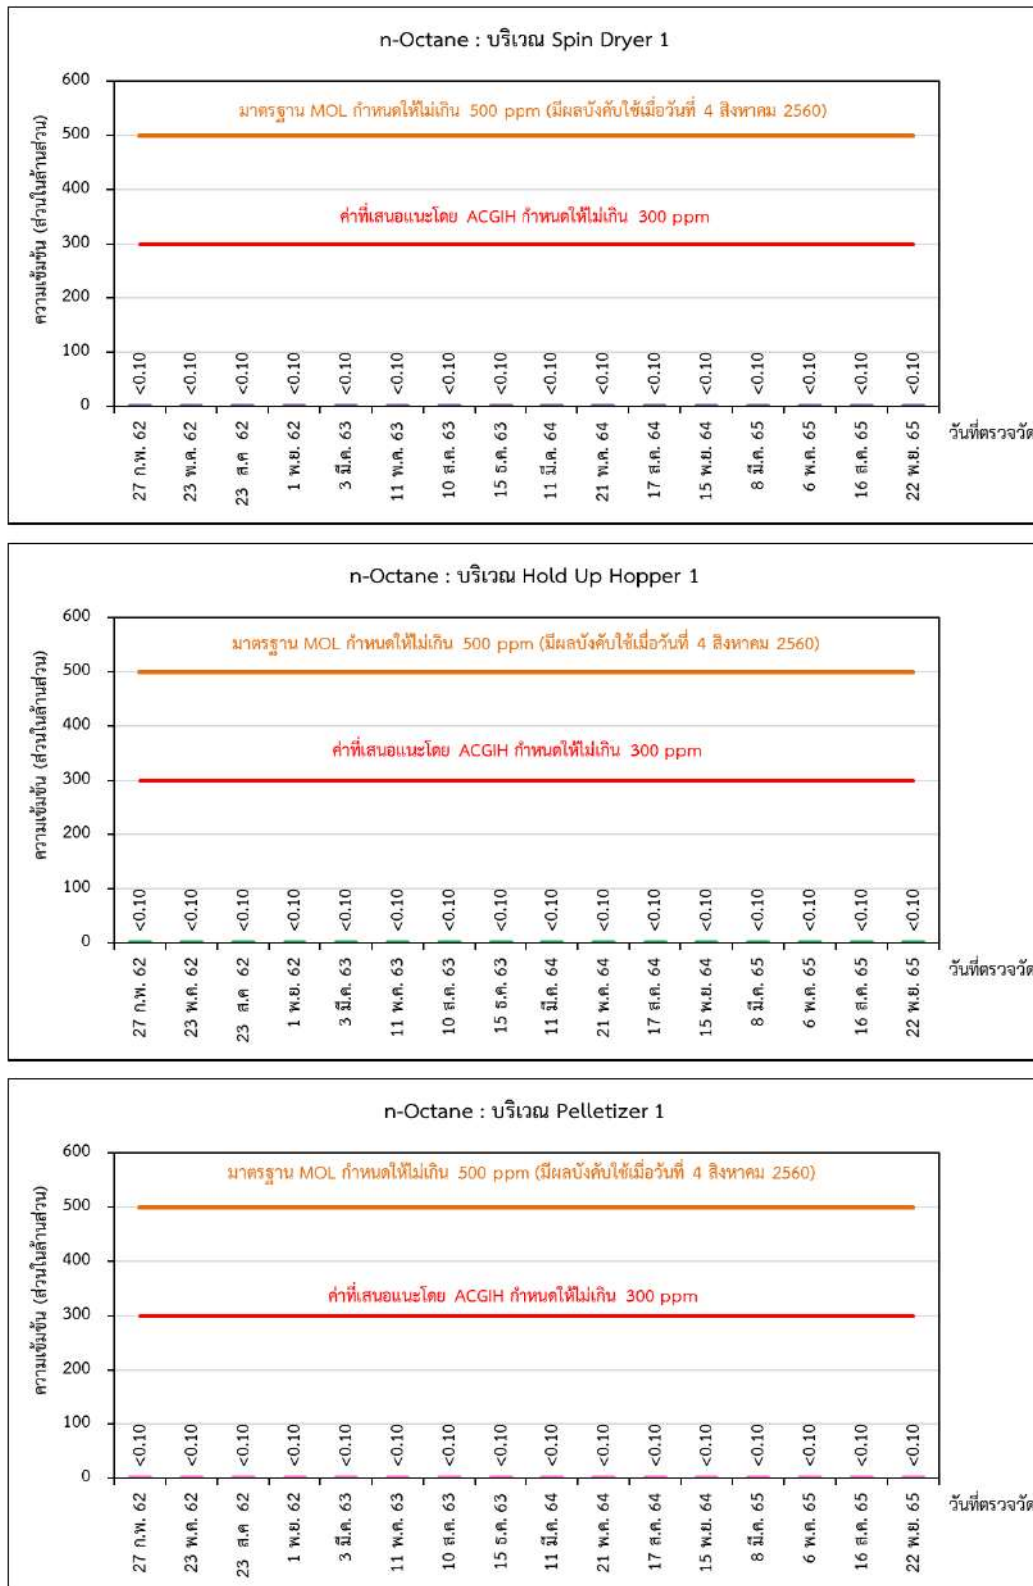 n-Octane : บริเวณ Spin Dryer 1
ความเข้มข้น (ส่วนในล้านส่วน)
600
มาตรฐาน MOL กำหนดให้ไม่เกิน 500 ppm (มีผลบังคับใช้เมื่อวันที่ 4 สิงหาคม 2560)
500
400
ค่าที่เสนอแนะโดย ACGIH กำหนดให้ไม่เกิน 300 ppm
300
200
100
<0.10 <0.10 <0.10 <0.10 <0.10 <0.10 <0.10 <0.10 <0.10 <0.10 <0.10 <0.10 <0.10 <0.10 <0.10 <0.10
0
วันที่ตรวจวัด
27 ก.พ. 62 23 พ.ค. 62 23 ส.ค 62 1 พ.ย. 62 3 มี.ค. 63 11 พ.ค. 63 10 ส.ค. 63 15 ธ.ค. 63 11 มี.ค. 64 21 พ.ค. 64 17 ส.ค. 64 15 พ.ย. 64 8 มี.ค. 65 6 พ.ค. 65 16 ส.ค. 65 22 พ.ย. 65
n-Octane : บริเวณ Hold Up Hopper 1
ความเข้มข้น (ส่วนในล้านส่วน)
600
มาตรฐาน MOL กำหนดให้ไม่เกิน 500 ppm (มีผลบังคับใช้เมื่อวันที่ 4 สิงหาคม 2560)
500
400
ค่าที่เสนอแนะโดย ACGIH กำหนดให้ไม่เกิน 300 ppm
300
200
100
<0.10 <0.10 <0.10 <0.10 <0.10 <0.10 <0.10 <0.10 <0.10 <0.10 <0.10 <0.10 <0.10 <0.10 <0.10 <0.10
0
วันที่ตรวจวัด
27 ก.พ. 62 23 พ.ค. 62 23 ส.ค 62 1 พ.ย. 62 3 มี.ค. 63 11 พ.ค. 63 10 ส.ค. 63 15 ธ.ค. 63 11 มี.ค. 64 21 พ.ค. 64 17 ส.ค. 64 15 พ.ย. 64 8 มี.ค. 65 6 พ.ค. 65 16 ส.ค. 65 22 พ.ย. 65
n-Octane : บริเวณ Pelletizer 1
ความเข้มข้น (ส่วนในล้านส่วน)
600
มาตรฐาน MOL กำหนดให้ไม่เกิน 500 ppm (มีผลบังคับใช้เมื่อวันที่ 4 สิงหาคม 2560)
500
400
ค่าที่เสนอแนะโดย ACGIH กำหนดให้ไม่เกิน 300 ppm
300
200
100
<0.10 <0.10 <0.10 <0.10 <0.10 <0.10 <0.10 <0.10 <0.10 <0.10 <0.10 <0.10 <0.10 <0.10 <0.10 <0.10
0
วันที่ตรวจวัด
27 ก.พ. 62 23 พ.ค. 62 23 ส.ค 62 1 พ.ย. 62 3 มี.ค. 63 11 พ.ค. 63 10 ส.ค. 63 15 ธ.ค. 63 11 มี.ค. 64 21 พ.ค. 64 17 ส.ค. 64 15 พ.ย. 64 8 มี.ค. 65 6 พ.ค. 65 16 ส.ค. 65 22 พ.ย. 65